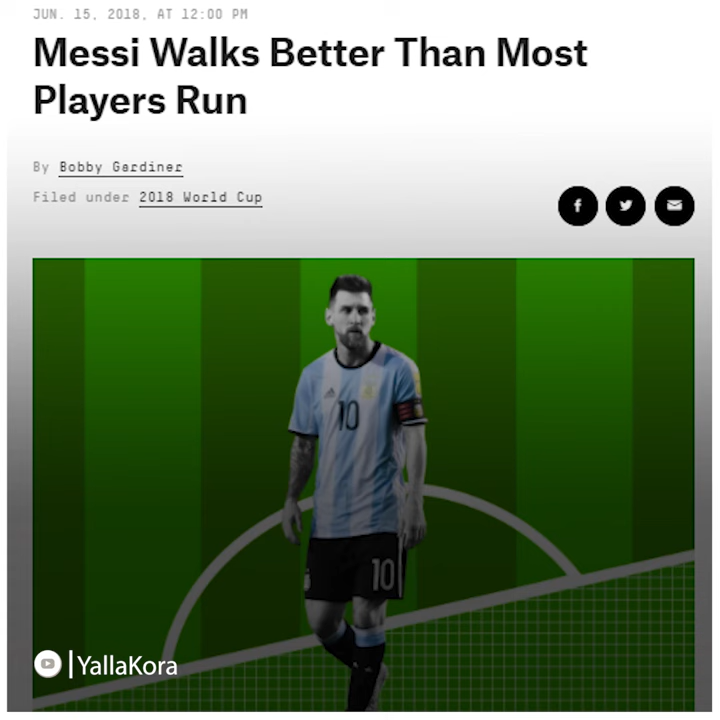 JUN. 15, 2018, AT 12:00 PM
Messi Walks Better Than Most
Players Run
By Bobby Gardiner
Filed under 2018 World Cup
10
10
YallaKora